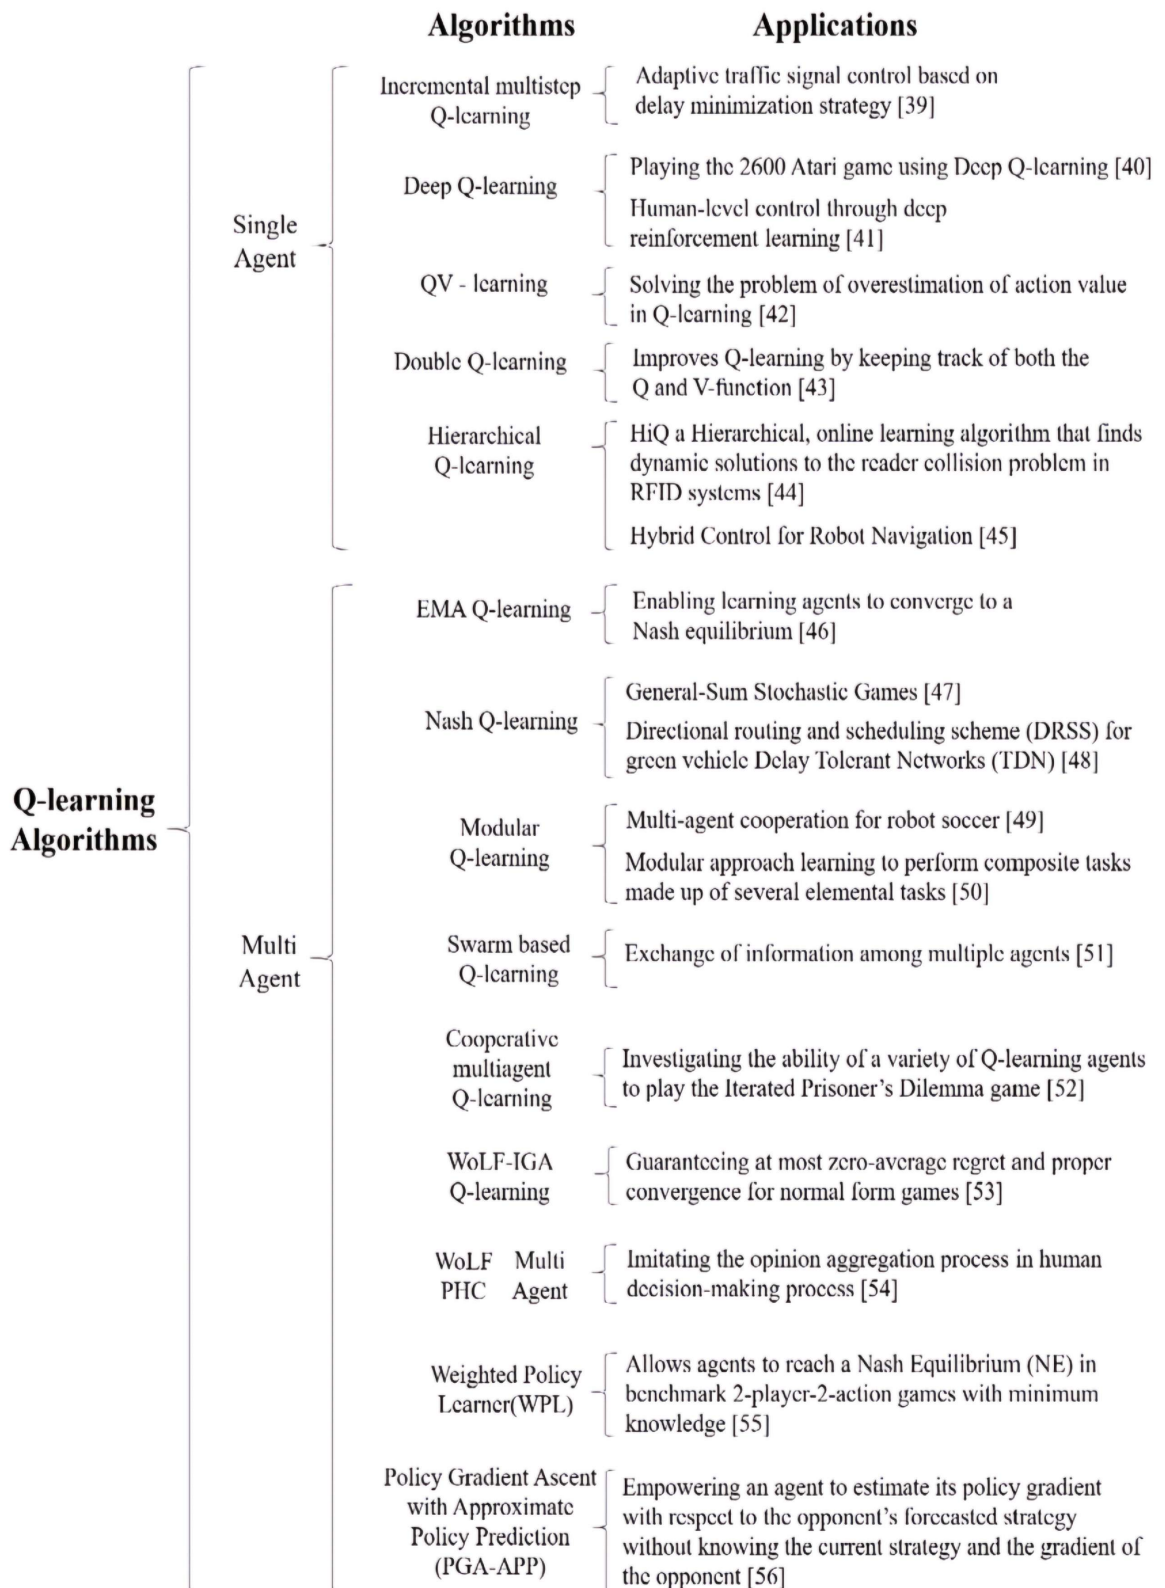 Algorithms Applications
Incremental multistep
Q-learning
Adaptive traffic signal control based on
delay minimization strategy [39]
Deep Q-learning
Playing the 2600 Atari game using Deep Q-learning [40]
Human-level control through deep
reinforcement learning [41]
Single
Agent
QV - learning
Solving the problem of overestimation of action value
in Q-learning [42]
Double Q-learning
Improves Q-learning by keeping track of both the
Q and V-function [43]
Hierarchical
Q-learning
HiQ a Hierarchical, online learning algorithm that finds
dynamic solutions to the reader collision problem in
RFID systems [44]
Hybrid Control for Robot Navigation [45]
EMA Q-learning
Enabling learning agents to converge to a
Nash equilibrium [46]
Nash Q-learning
General-Sum Stochastic Games [47]
Directional routing and scheduling scheme (DRSS) for
green vehicle Delay Tolerant Networks (TDN) [48]
Q-learning
Algorithms
Modular
Q-learning
Multi-agent cooperation for robot soccer [49]
Modular approach learning to perform composite tasks
made up of several elemental tasks [50]
Multi
Agent
Swarm based
Q-learning
Exchange of information among multiple agents [51]
Cooperative
multiagent
Q-learning
Investigating the ability of a variety of Q-learning agents
to play the Iterated Prisoner's Dilemma game [52]
WoLF-IGA
Q-learning
Guaranteeing at most zero-average regret and proper
convergence for normal form games [53]
WoLF Multi
PHC Agent
Imitating the opinion aggregation process in human
decision-making process [54]
Weighted Policy
Learner(WPL)
Allows agents to reach a Nash Equilibrium (NE) in
benchmark 2-player-2-action games with minimum
knowledge [55]
Policy Gradient Ascent
with Approximate
Policy Prediction
(PGA-APP)
Empowering an agent to estimate its policy gradient
with respect to the opponent's forecasted strategy
without knowing the current strategy and the gradient of
the opponent [56]